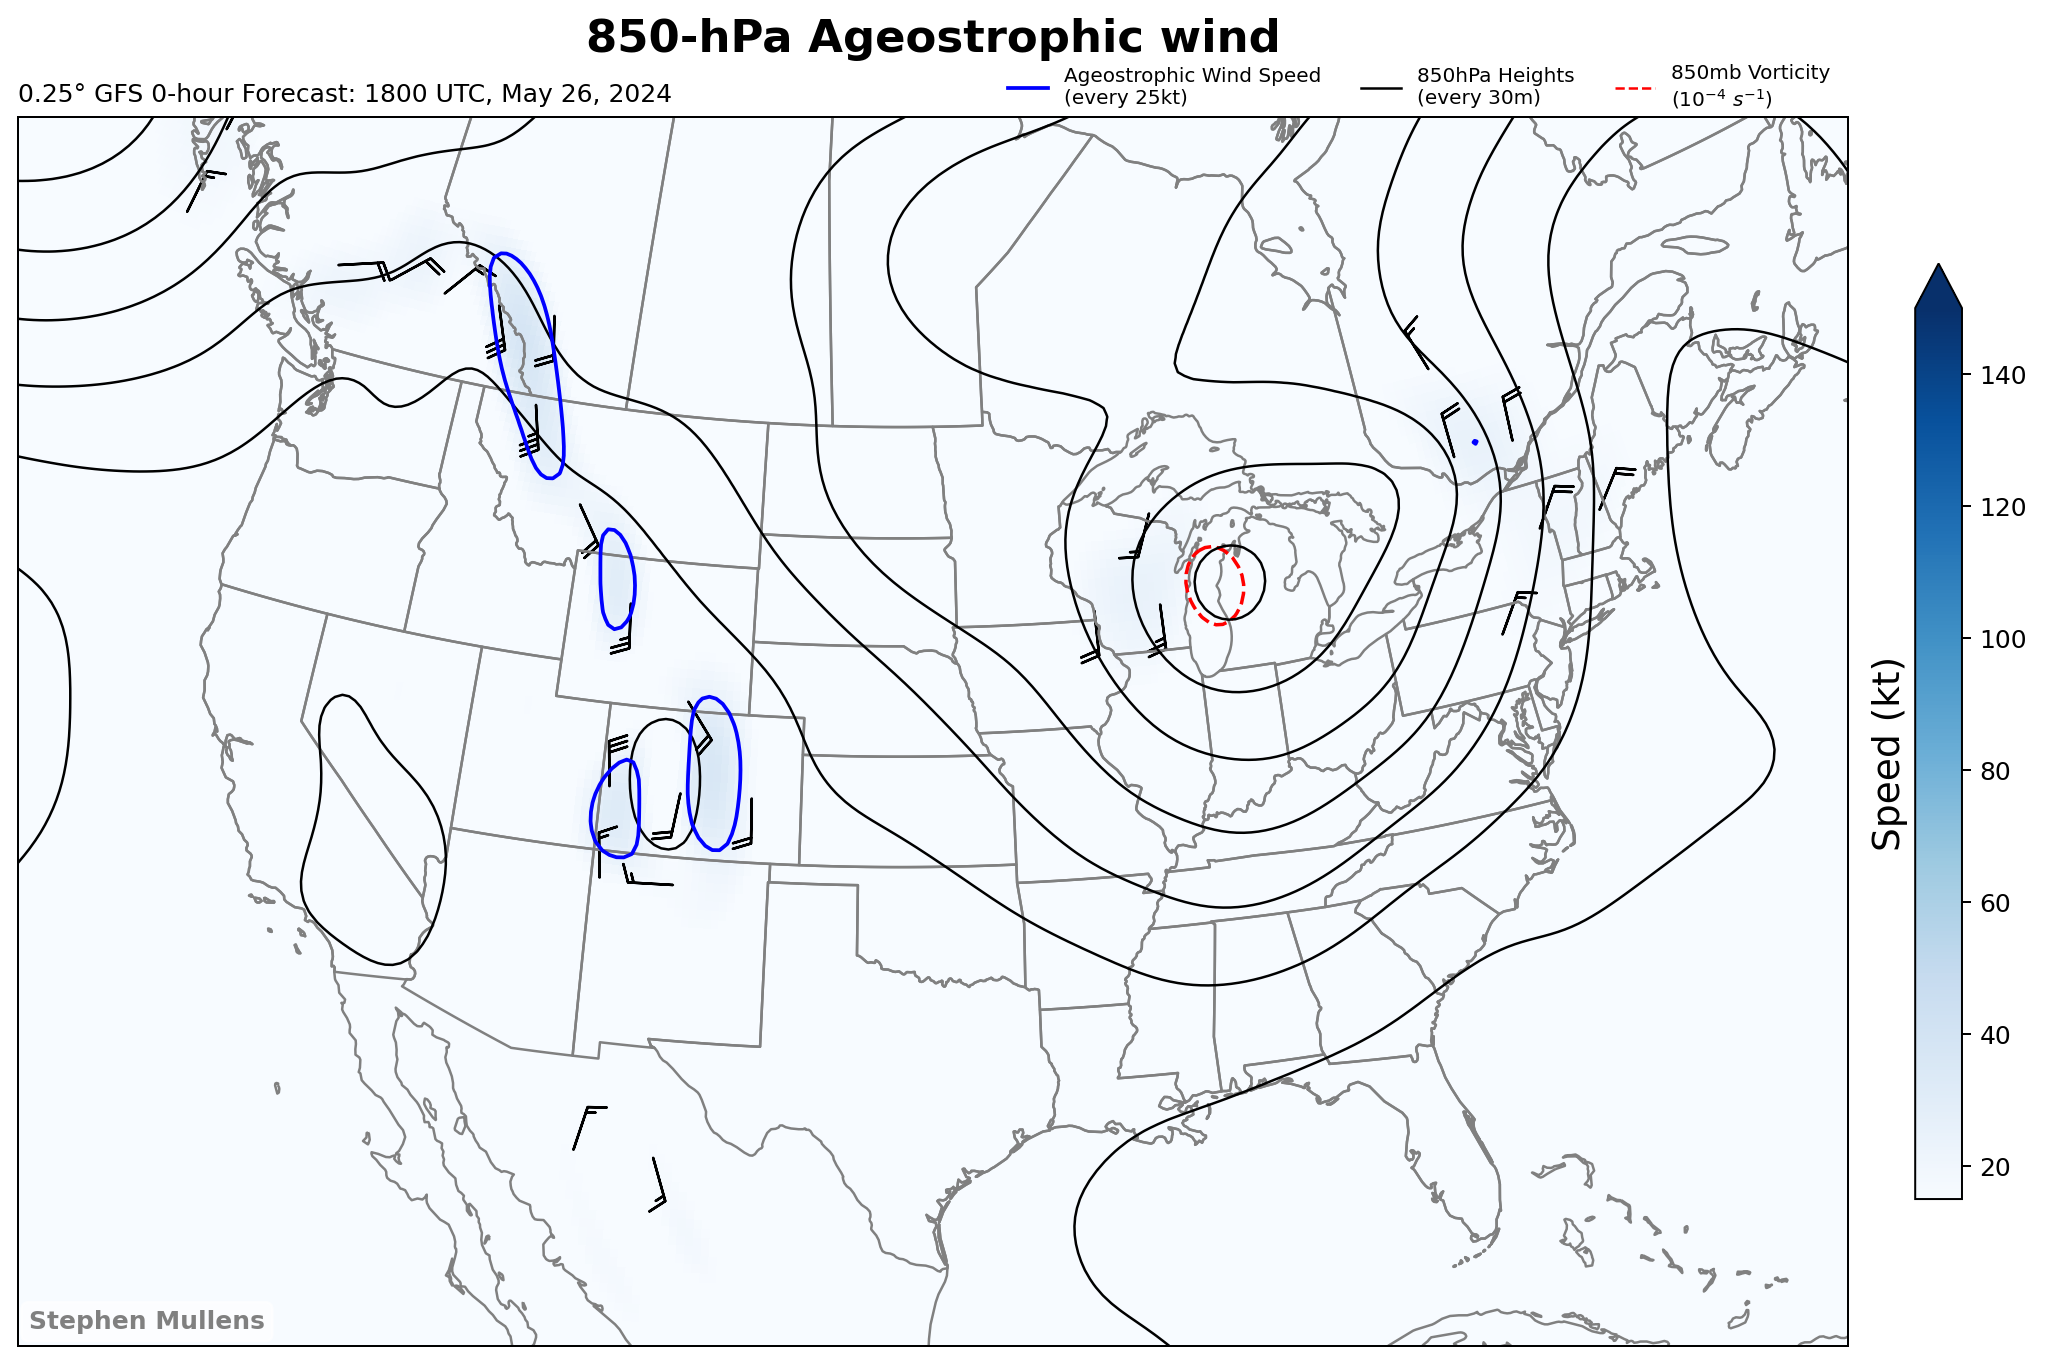 850-hPa Ageostrophic wind
0.25° GFS 0-hour Forecast: 1800 UTC, May 26, 2024
Ageostrophic Wind Speed
(every 25kt)
850hPa Heights
(every 30m)
850mb Vorticity
(10⁻⁴ s⁻¹)
140
120
100
80
60
40
20
Speed (kt)
Stephen Mullens